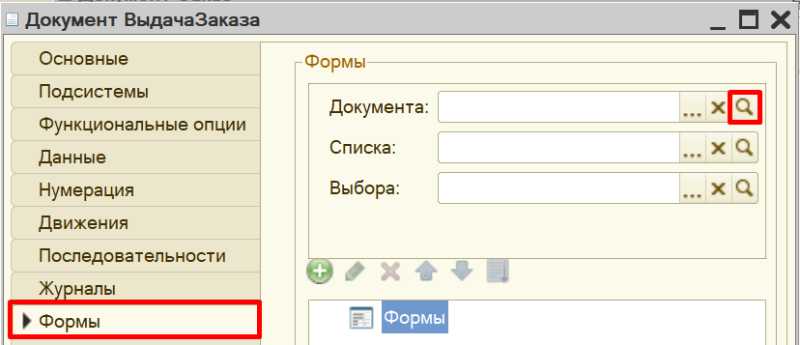 Документ ВыдачаЗаказа
Основные
Подсистемы
Функциональные опции
Данные
Нумерация
Движения
Последовательности
Журналы
Формы
Формы
Документа:
...
Списка:
...
Выбора:
...
Формы